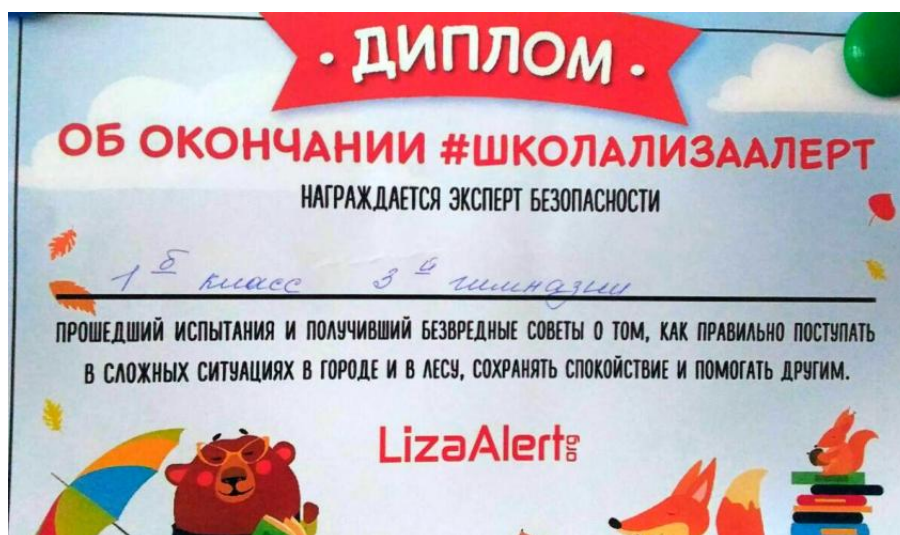 · ДИПЛОМ ·
ОБ ОКОНЧАНИИ #ШКОЛАЛИЗААЛЕРТ
НАГРАЖДАЕТСЯ ЭКСПЕРТ БЕЗОПАСНОСТИ
1 б класс 3 й гимназии
ПРОШЕДШИЙ ИСПЫТАНИЯ И ПОЛУЧИВШИЙ БЕЗВРЕДНЫЕ СОВЕТЫ О ТОМ, КАК ПРАВИЛЬНО ПОСТУПАТЬ
В СЛОЖНЫХ СИТУАЦИЯХ В ГОРОДЕ И В ЛЕСУ, СОХРАНЯТЬ СПОКОЙСТВИЕ И ПОМОГАТЬ ДРУГИМ.
LizaAlert org